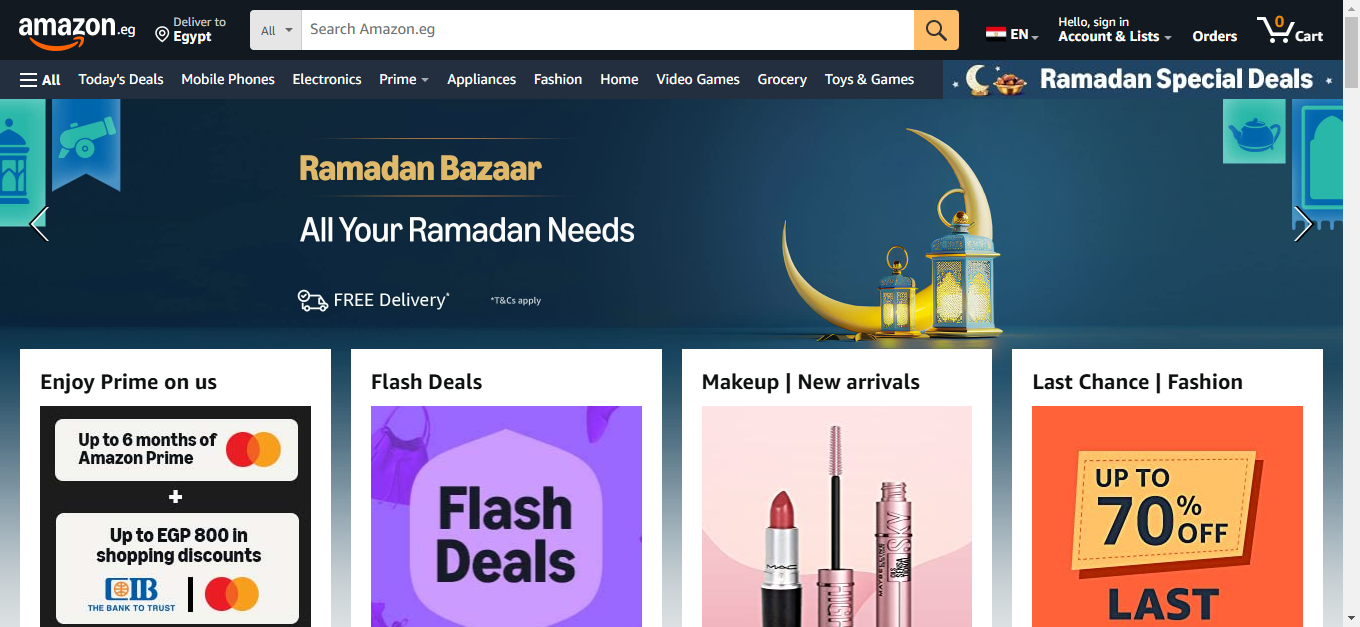 amazon.eg
Deliver to
Egypt
All
Search Amazon.eg
EN
Hello, sign in
Account & Lists
Orders
0
Cart
All
Today's Deals
Mobile Phones
Electronics
Prime
Appliances
Fashion
Home
Video Games
Grocery
Toys & Games
Ramadan Special Deals
Ramadan Bazaar
All Your Ramadan Needs
FREE Delivery*
*T&Cs apply
Enjoy Prime on us
Up to 6 months of
Amazon Prime
+
Up to EGP 800 in
shopping discounts
CIB
THE BANK TO TRUST
Flash Deals
Flash
Deals
Makeup | New arrivals
MAC
MAYBELLINE
SKY
Last Chance | Fashion
UP TO
70%
OFF
LAST